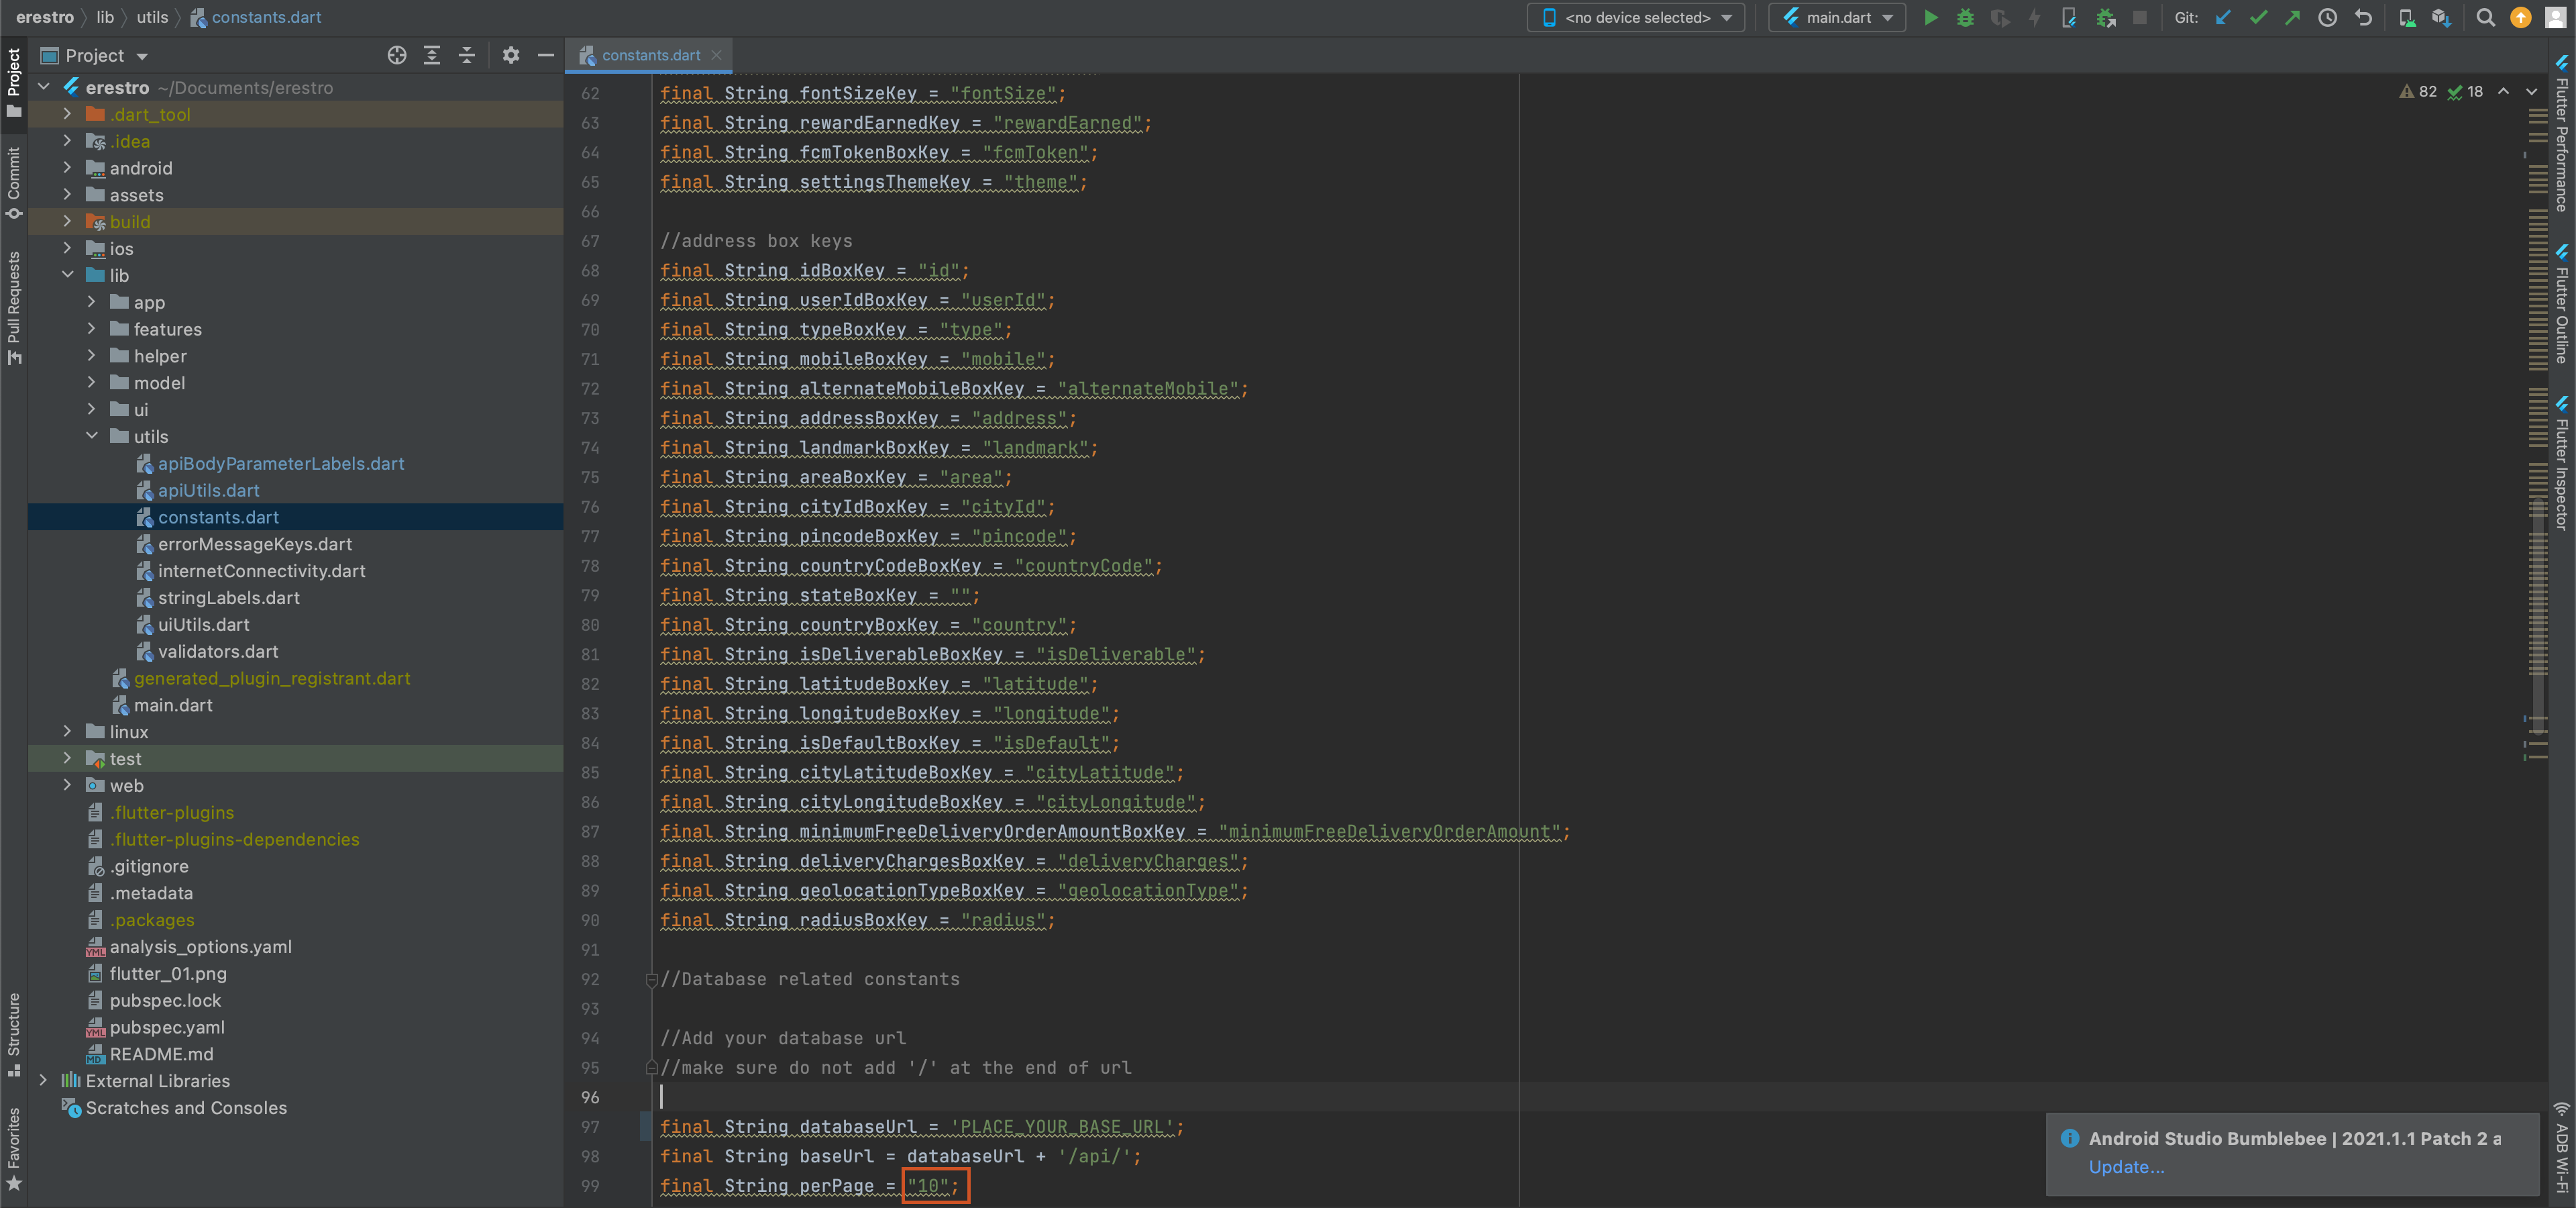 erestro lib utils constants.dart
<no device selected> main.dart Git:
Project
constants.dart
Project
Commit
Pull Requests
Structure
Favorites
erestro ~/Documents/erestro
.dart_tool
.idea
android
assets
build
ios
lib
app
features
helper
model
ui
utils
apiBodyParameterLabels.dart
apiUtils.dart
constants.dart
errorMessageKeys.dart
internetConnectivity.dart
stringLabels.dart
uiUtils.dart
validators.dart
generated_plugin_registrant.dart
main.dart
linux
test
web
.flutter-plugins
.flutter-plugins-dependencies
.gitignore
.metadata
.packages
analysis_options.yaml
flutter_01.png
pubspec.lock
pubspec.yaml
README.md
External Libraries
Scratches and Consoles
62 final String fontSizeKey = "fontSize";
63 final String rewardEarnedKey = "rewardEarned";
64 final String fcmTokenBoxKey = "fcmToken";
65 final String settingsThemeKey = "theme";
66
67 //address box keys
68 final String idBoxKey = "id";
69 final String userIdBoxKey = "userId";
70 final String typeBoxKey = "type";
71 final String mobileBoxKey = "mobile";
72 final String alternateMobileBoxKey = "alternateMobile";
73 final String addressBoxKey = "address";
74 final String landmarkBoxKey = "landmark";
75 final String areaBoxKey = "area";
76 final String cityIdBoxKey = "cityId";
77 final String pincodeBoxKey = "pincode";
78 final String countryCodeBoxKey = "countryCode";
79 final String stateBoxKey = "";
80 final String countryBoxKey = "country";
81 final String isDeliverableBoxKey = "isDeliverable";
82 final String latitudeBoxKey = "latitude";
83 final String longitudeBoxKey = "longitude";
84 final String isDefaultBoxKey = "isDefault";
85 final String cityLatitudeBoxKey = "cityLatitude";
86 final String cityLongitudeBoxKey = "cityLongitude";
87 final String minimumFreeDeliveryOrderAmountBoxKey = "minimumFreeDeliveryOrderAmount";
88 final String deliveryChargesBoxKey = "deliveryCharges";
89 final String geolocationTypeBoxKey = "geolocationType";
90 final String radiusBoxKey = "radius";
91
92 //Database related constants
93
94 //Add your database url
95 //make sure do not add '/' at the end of url
96
97 final String databaseUrl = 'PLACE_YOUR_BASE_URL';
98 final String baseUrl = databaseUrl + '/api/';
99 final String perPage = "10";
82 18
Flutter Performance
Flutter Outline
Flutter Inspector
ADB Wi-Fi
Android Studio Bumblebee | 2021.1.1 Patch 2 a
Update...